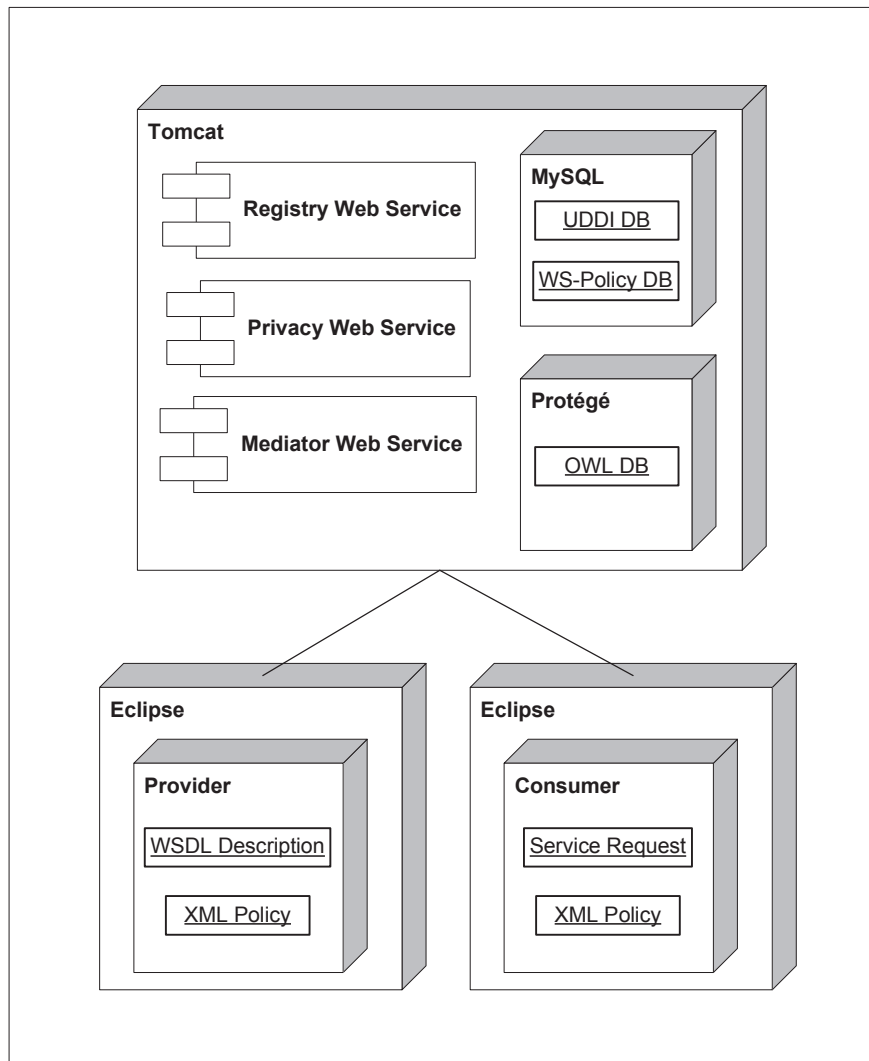 Tomcat
Registry Web Service
Privacy Web Service
Mediator Web Service
MySQL
UDDI DB
WS-Policy DB
Protégé
OWL DB
Eclipse
Provider
WSDL Description
XML Policy
Eclipse
Consumer
Service Request
XML Policy